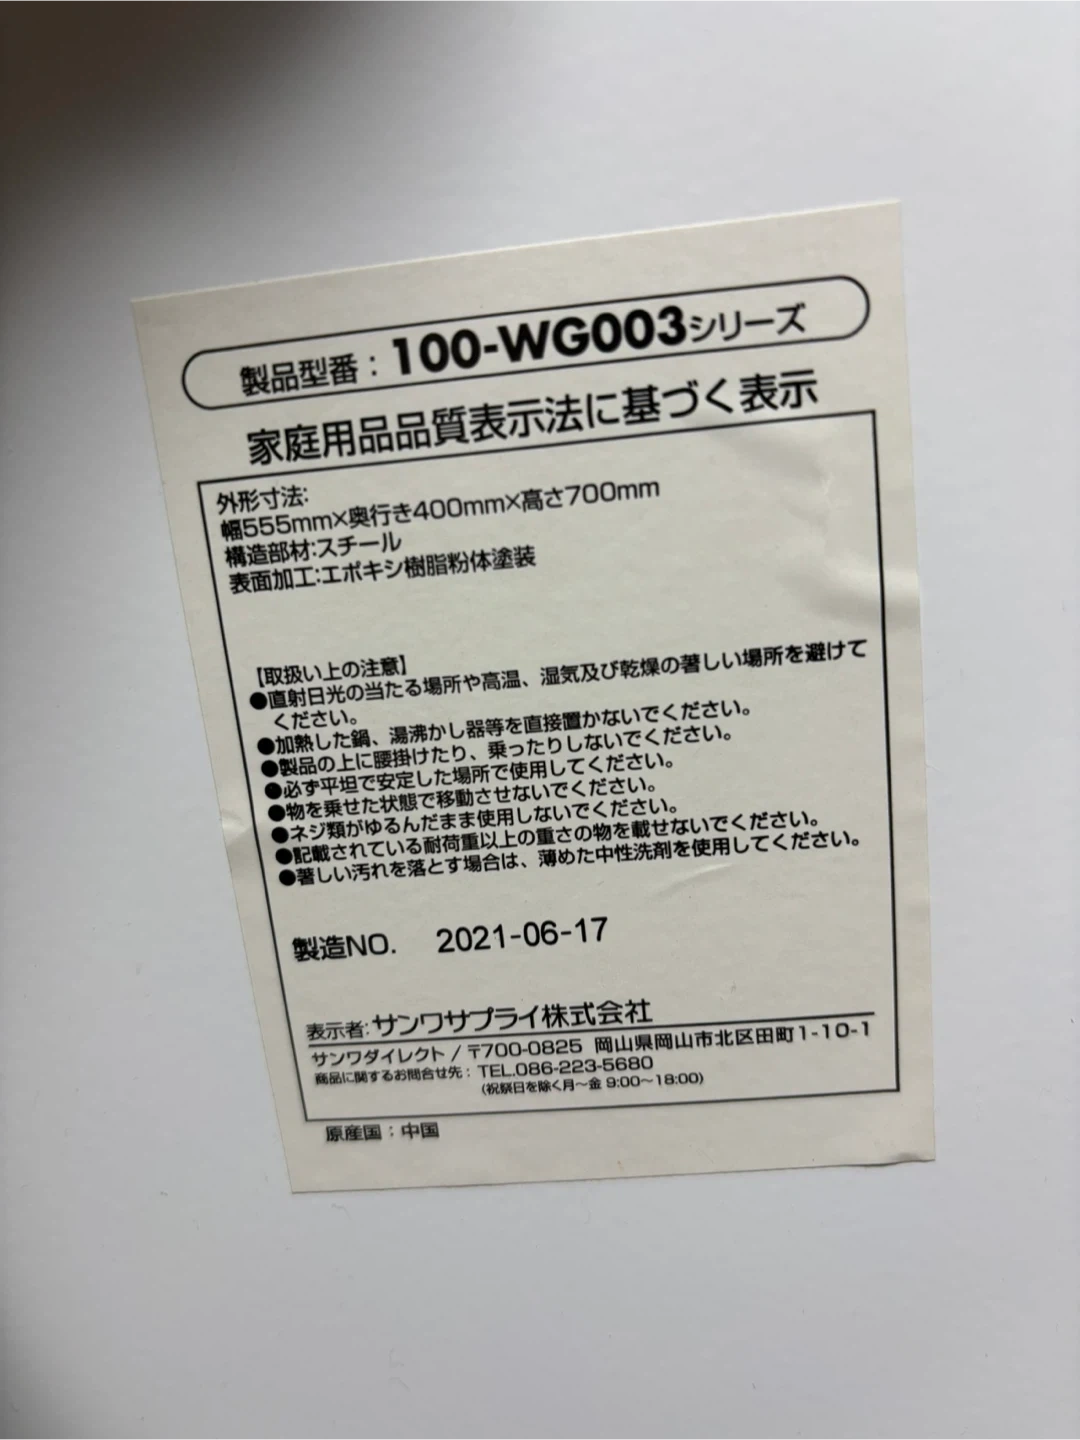 製品型番：100-WG003シリーズ
家庭用品品質表示法に基づく表示
外形寸法:
幅555mm×奥行き400mm×高さ700mm
構造部材:スチール
表面加工:エポキシ樹脂粉体塗装
【取扱い上の注意】
●直射日光の当たる場所や高温、湿気及び乾燥の著しい場所を避けて
ください。
●加熱した鍋、湯沸かし器等を直接置かないでください。
●製品の上に腰掛けたり、乗ったりしないでください。
●必ず平坦で安定した場所で使用してください。
●物を乗せた状態で移動させないでください。
●ネジ類がゆるんだまま使用しないでください。
●記載されている耐荷重以上の重さの物を載せないでください。
●著しい汚れを落とす場合は、薄めた中性洗剤を使用してください。
製造NO. 2021-06-17
表示者:サンワサプライ株式会社
サンワダイレクト / 〒700-0825 岡山県岡山市北区田町1-10-1
商品に関するお問合せ先：TEL.086-223-5680
(祝祭日を除く月～金 9:00～18:00)
原産国：中国